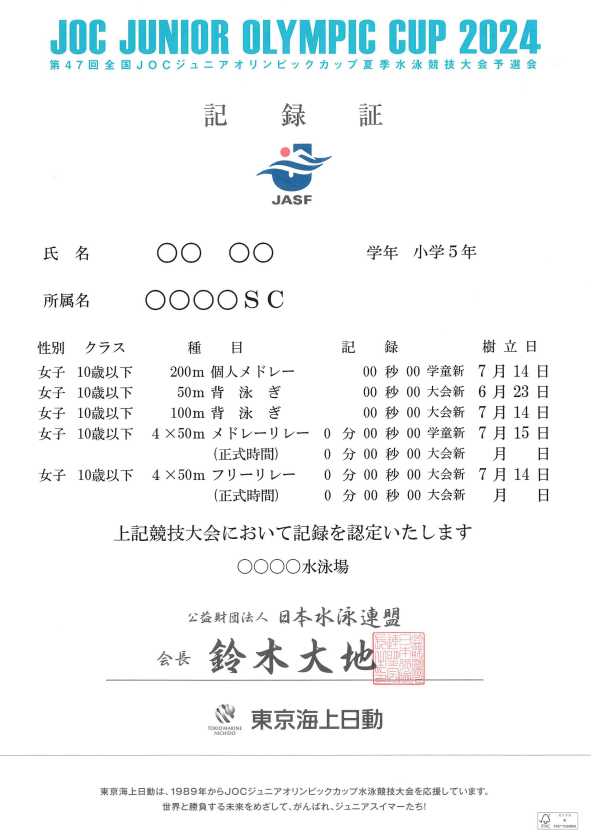 JOC JUNIOR OLYMPIC CUP 2024
第47回全国JOCジュニアオリンピックカップ夏季水泳競技大会予選会
記　録　証
JASF
氏　名　〇〇　〇〇　学年　小学５年
所属名　〇〇〇〇ＳＣ
性別　クラス　種　目　記　録　樹 立 日
女子　10歳以下　200m 個人メドレー　00 秒 00 学童新　7 月 14 日
女子　10歳以下　50m 背 泳 ぎ　00 秒 00 大会新　6 月 23 日
女子　10歳以下　100m 背 泳 ぎ　00 秒 00 大会新　7 月 14 日
女子　10歳以下　4 ×50m メドレーリレー　0 分 00 秒 00 学童新　7 月 15 日
(正式時間)　0 分 00 秒 00 大会新　月　日
女子　10歳以下　4 ×50m フリーリレー　0 分 00 秒 00 大会新　7 月 14 日
(正式時間)　0 分 00 秒 00 大会新　月　日
上記競技大会において記録を認定いたします
〇〇〇〇水泳場
公益財団法人 日本水泳連盟
会長 鈴木大地
TOKIO MARINE
NICHIDO
東京海上日動
東京海上日動は、1989年からJOCジュニアオリンピックカップ水泳競技大会を応援しています。
世界と勝負する未来をめざして、がんばれ、ジュニアスイマーたち!
FSC